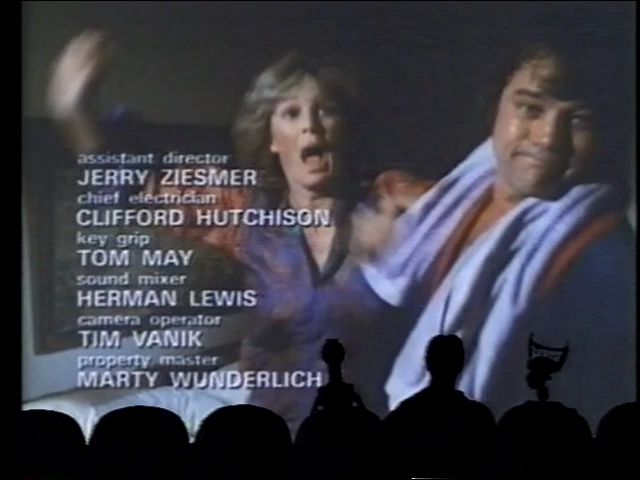 assistant director
JERRY ZIESMER
chief electrician
CLIFFORD HUTCHISON
key grip
TOM MAY
sound mixer
HERMAN LEWIS
camera operator
TIM VANIK
property master
MARTY WUNDERLICH